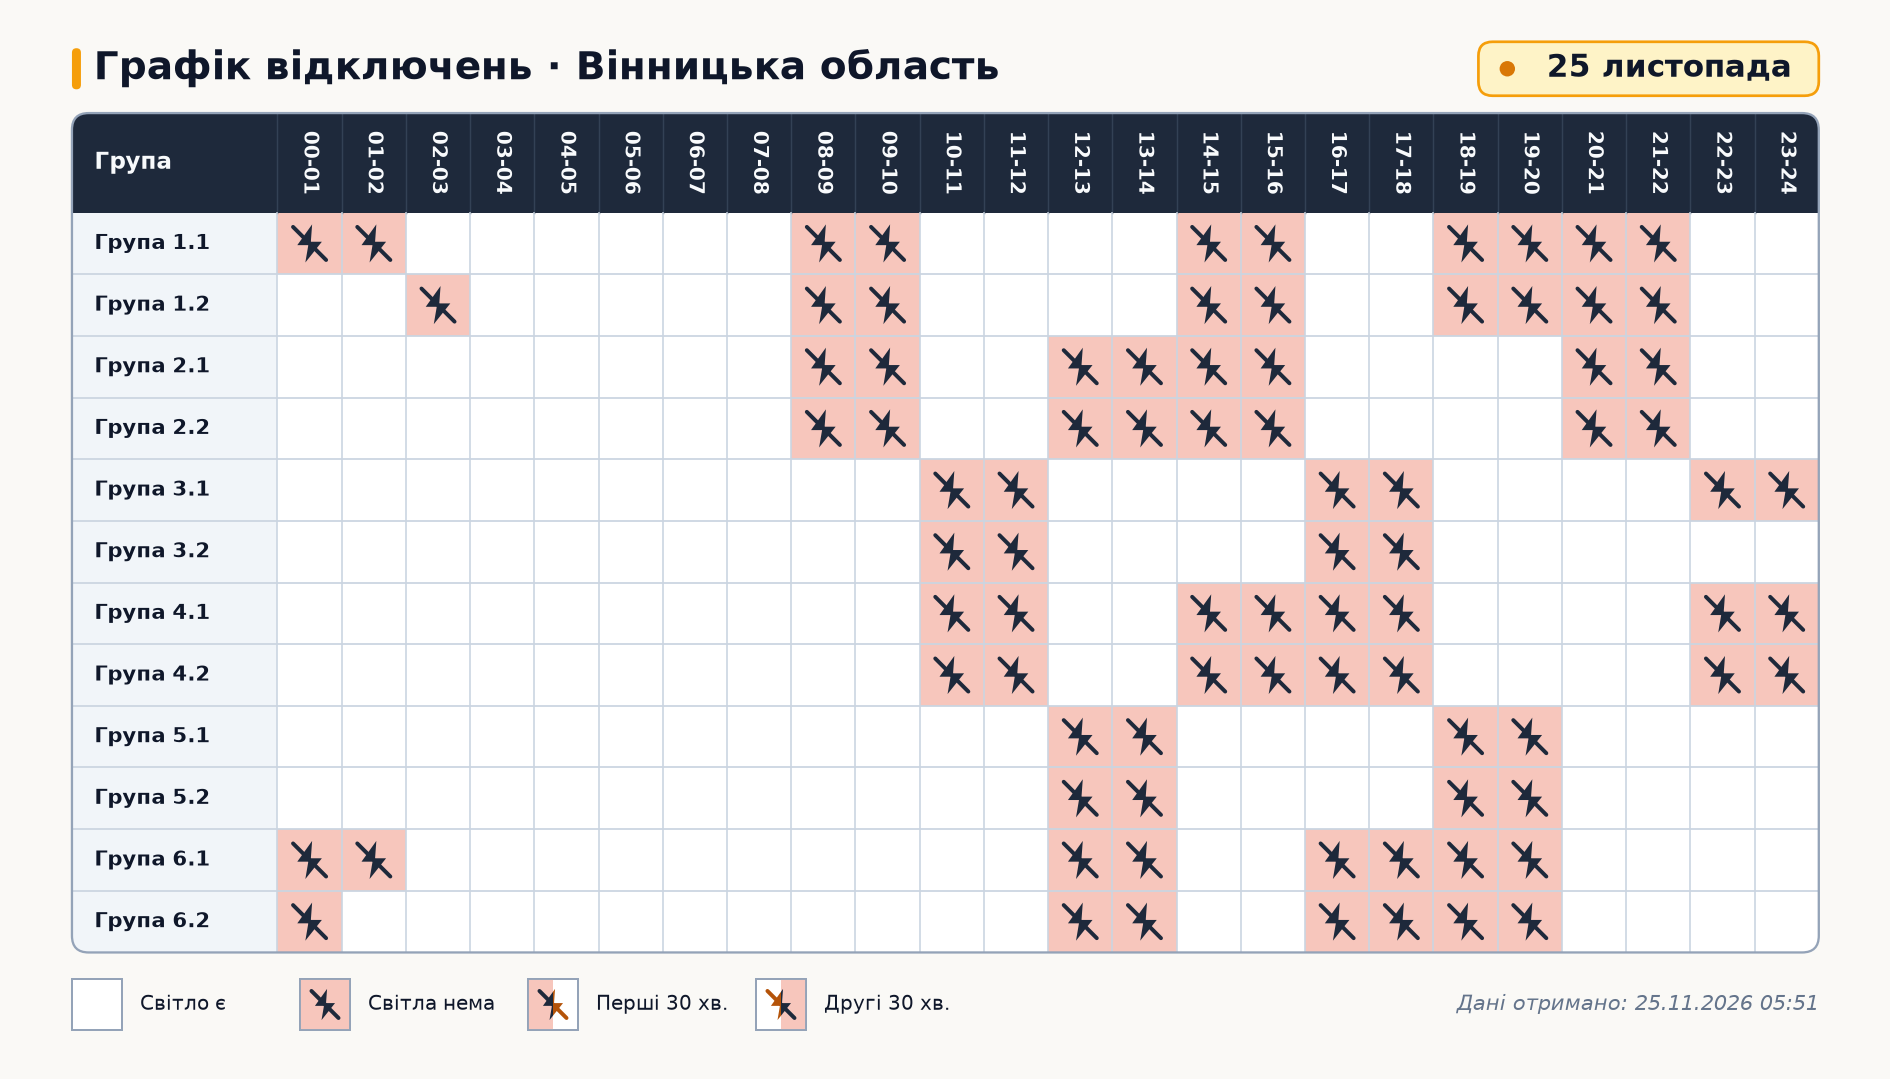 Графік відключень · Вінницька область
25 листопада
Група 00-01 01-02 02-03 03-04 04-05 05-06 06-07 07-08 08-09 09-10 10-11 11-12 12-13 13-14 14-15 15-16 16-17 17-18 18-19 19-20 20-21 21-22 22-23 23-24
Група 1.1
Група 1.2
Група 2.1
Група 2.2
Група 3.1
Група 3.2
Група 4.1
Група 4.2
Група 5.1
Група 5.2
Група 6.1
Група 6.2
Світло є Світла нема Перші 30 хв. Другі 30 хв.
Дані отримано: 25.11.2026 05:51